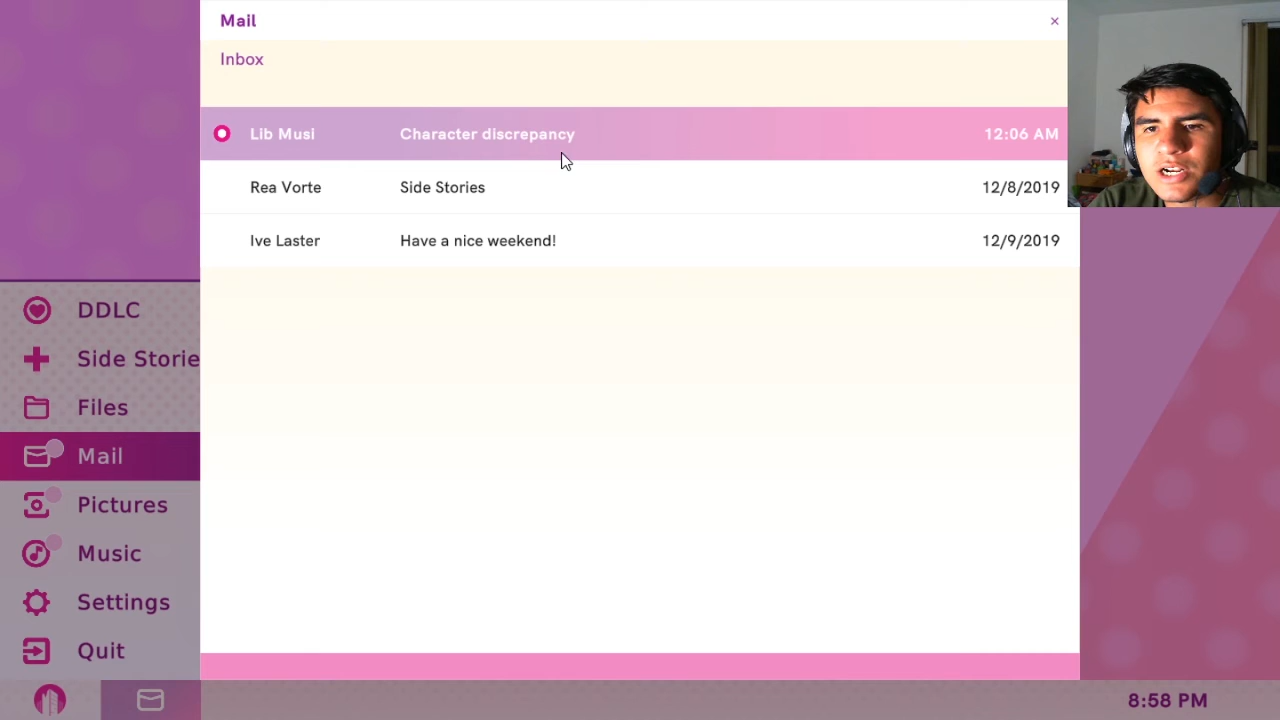 Mail
×
Inbox
Lib Musi Character discrepancy 12:06 AM
Rea Vorte Side Stories 12/8/2019
Ive Laster Have a nice weekend! 12/9/2019
DDLC
Side Storie
Files
Mail
Pictures
Music
Settings
Quit
8:58 PM